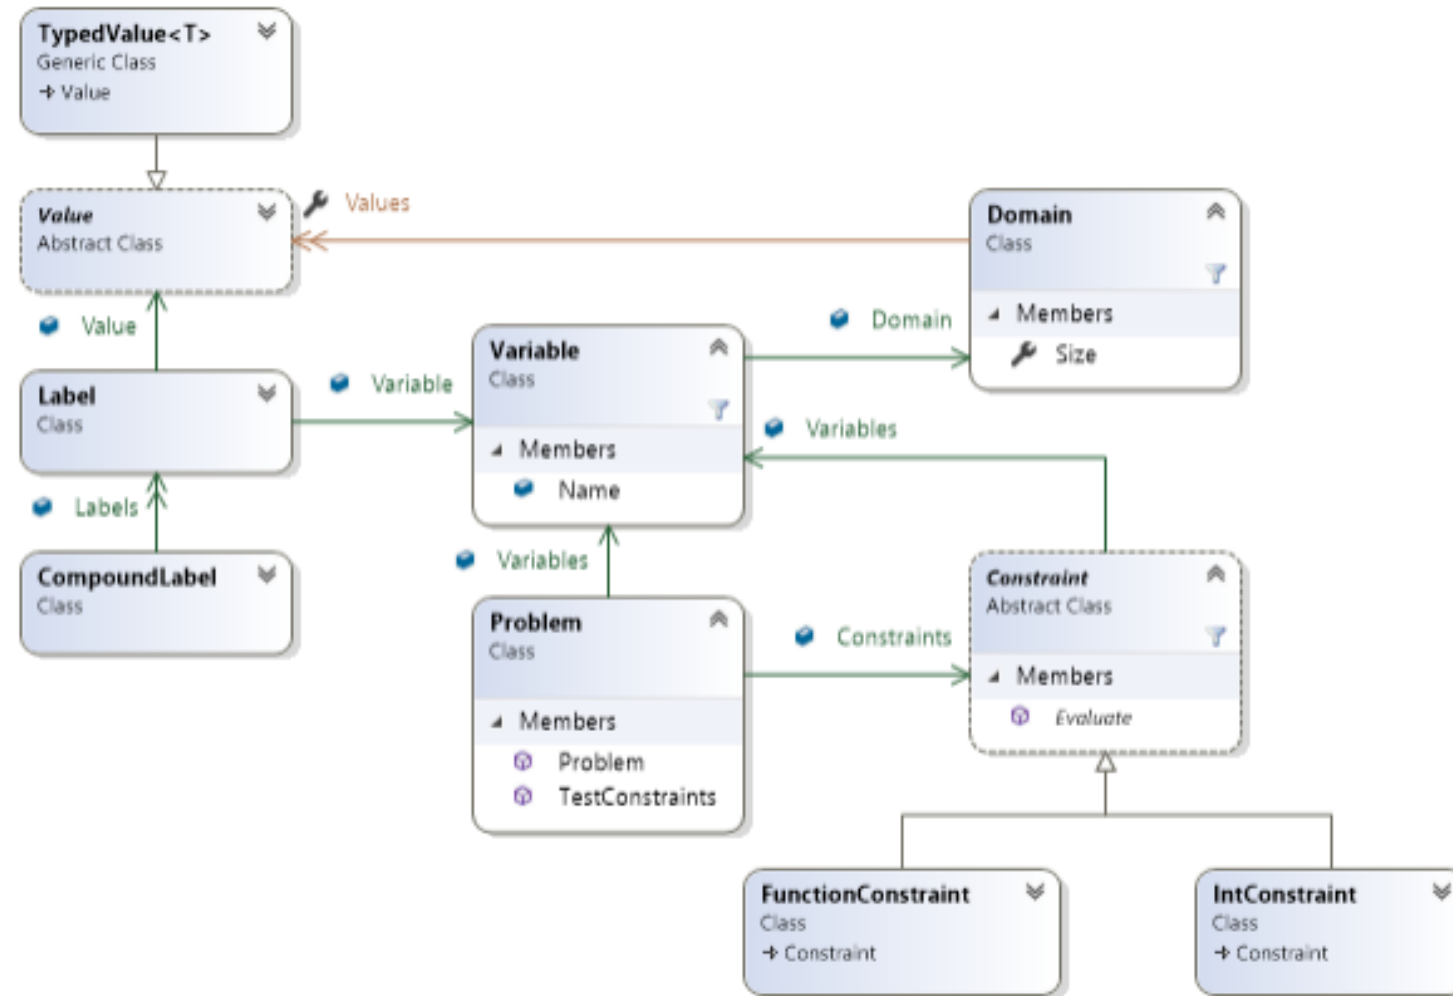 TypedValue<T>
Generic Class
Value
Values
Value
Abstract Class
Domain
Class
Members
Size
Value
Domain
Variable
Class
Members
Name
Label
Class
Variable
Variables
Labels
CompoundLabel
Class
Variables
Problem
Class
Members
Problem
TestConstraints
Constraints
Constraint
Abstract Class
Members
Evaluate
FunctionConstraint
Class
Constraint
IntConstraint
Class
Constraint